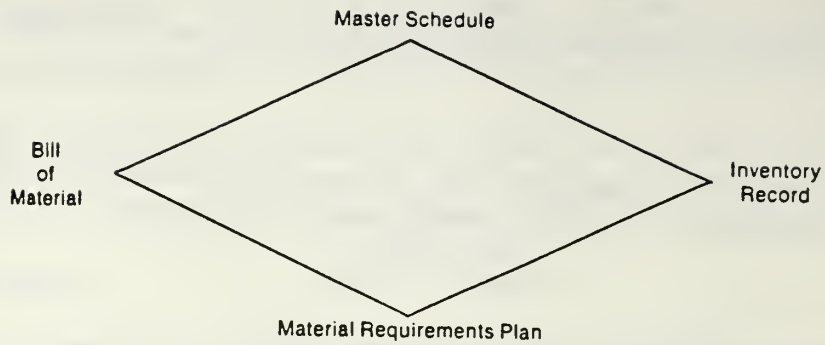 Master Schedule
Bill
of
Material
Inventory
Record
Material Requirements Plan